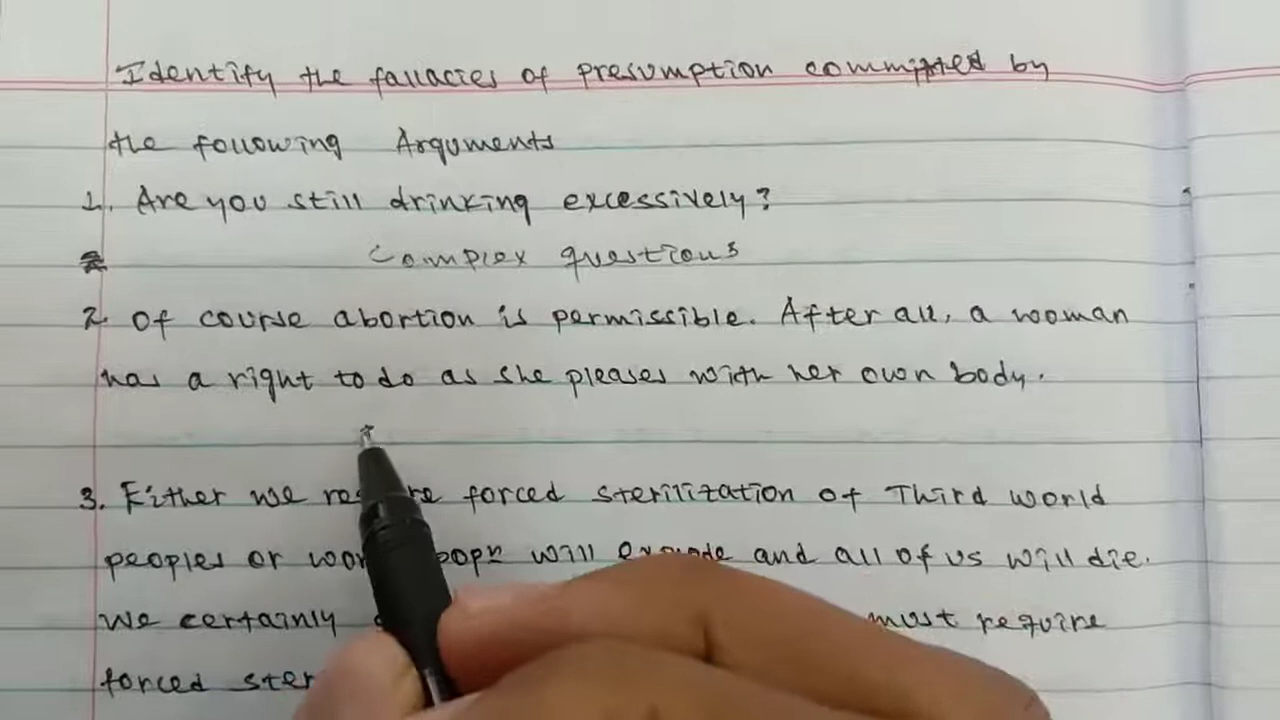 Identify the fallacies of presumption committed by
the following Arguments
1. Are you still drinking excessively?
Complex questions
2. Of course abortion is permissible. After all, a woman
has a right to do as she pleases with her own body.
3. Either we forced sterilization of Third world
peoples or popn will and all of us will die.
We certainly must require
forced